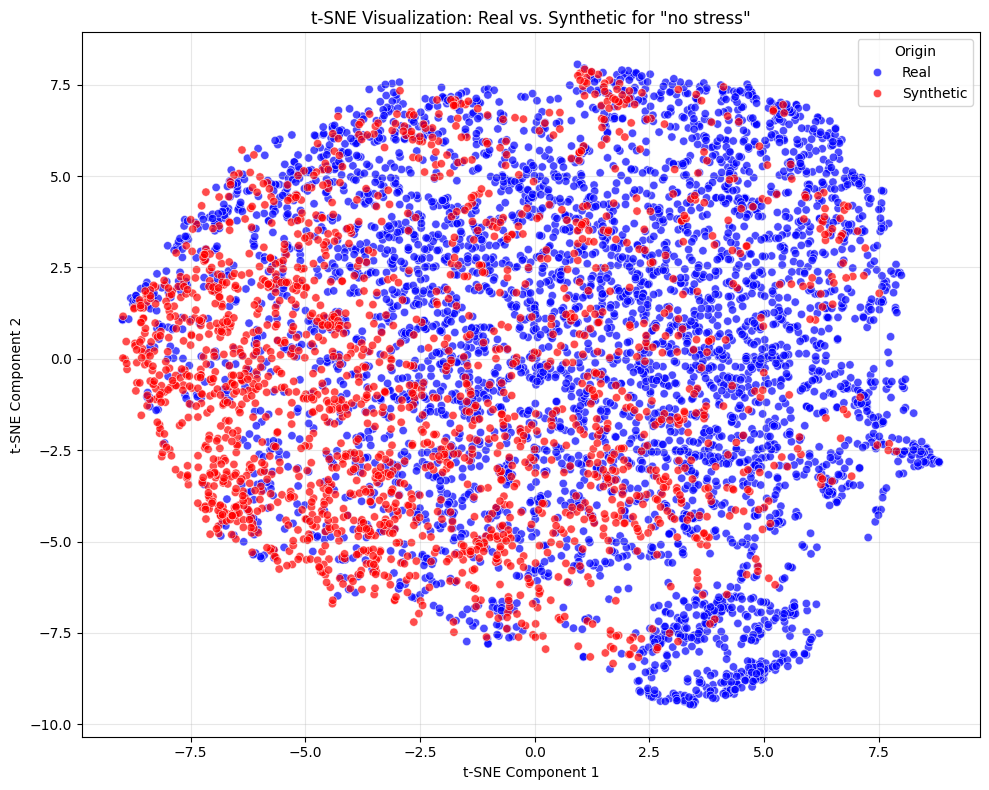 t-SNE Visualization: Real vs. Synthetic for "no stress"
Origin
Real
Synthetic
t-SNE Component 2
7.5
5.0
2.5
0.0
−2.5
−5.0
−7.5
−10.0
−7.5
−5.0
−2.5
0.0
2.5
5.0
7.5
t-SNE Component 1